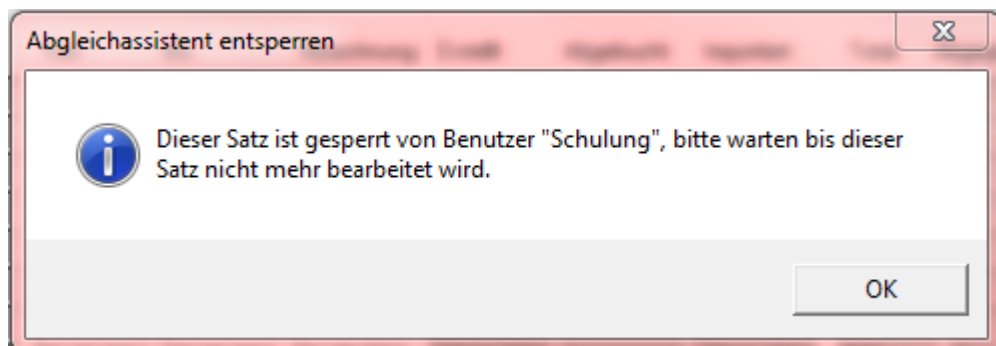 Abgleichassistent entsperren
Dieser Satz ist gesperrt von Benutzer "Schulung", bitte warten bis dieser
Satz nicht mehr bearbeitet wird.
OK